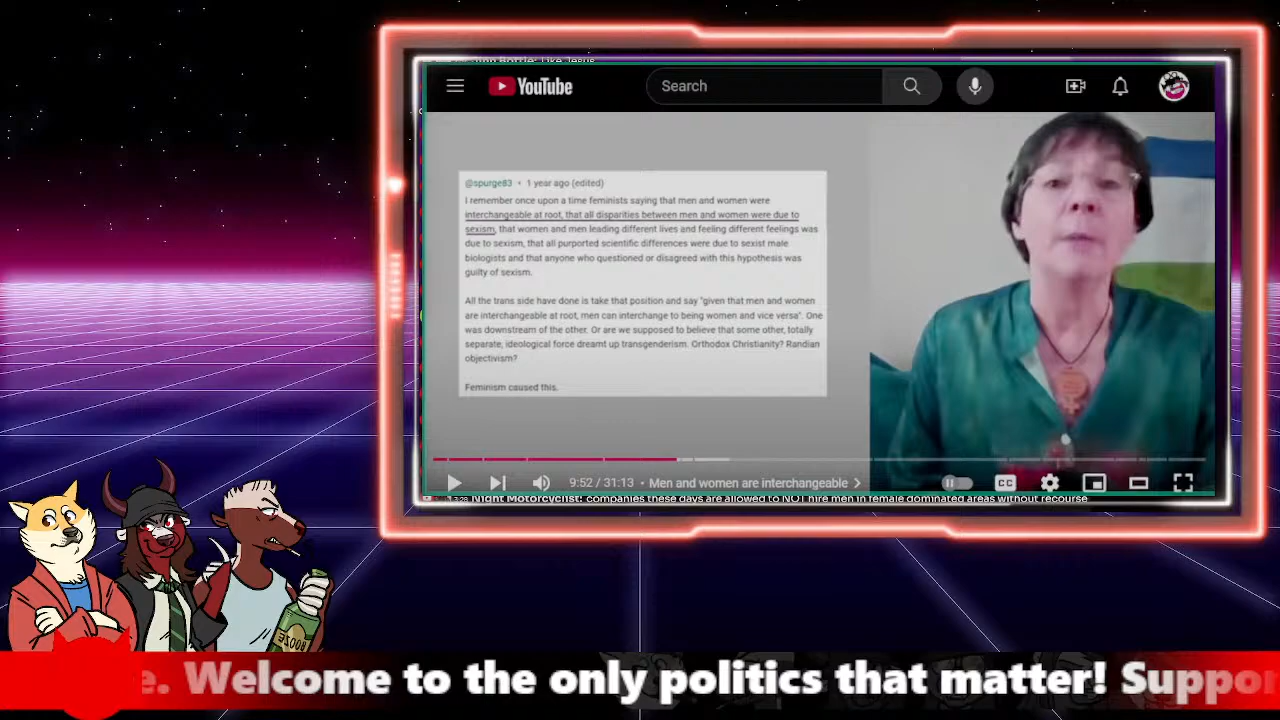 YouTube
Search
@spurge83 • 1 year ago (edited)
I remember once upon a time feminists saying that men and women were
interchangeable at root, that all disparities between men and women were due to
sexism, that women and men leading different lives and feeling different feelings was
due to sexism, that all purported scientific differences were due to sexist male
biologists and that anyone who questioned or disagreed with this hypothesis was
guilty of sexism.
All the trans side have done is take that position and say "given that men and women
are interchangeable at root, men can interchange to being women and vice versa". One
was downstream of the other. Or are we supposed to believe that some other, totally
separate, ideological force dreamt up transgenderism. Orthodox Christianity? Randian
objectivism?
Feminism caused this.
9:52 / 31:13 • Men and women are interchangeable
CC
Night Motorcyclist: companies these days are allowed to NOT hire men in female dominated areas without recourse
BOOZE
e. Welcome to the only politics that matter! Suppor